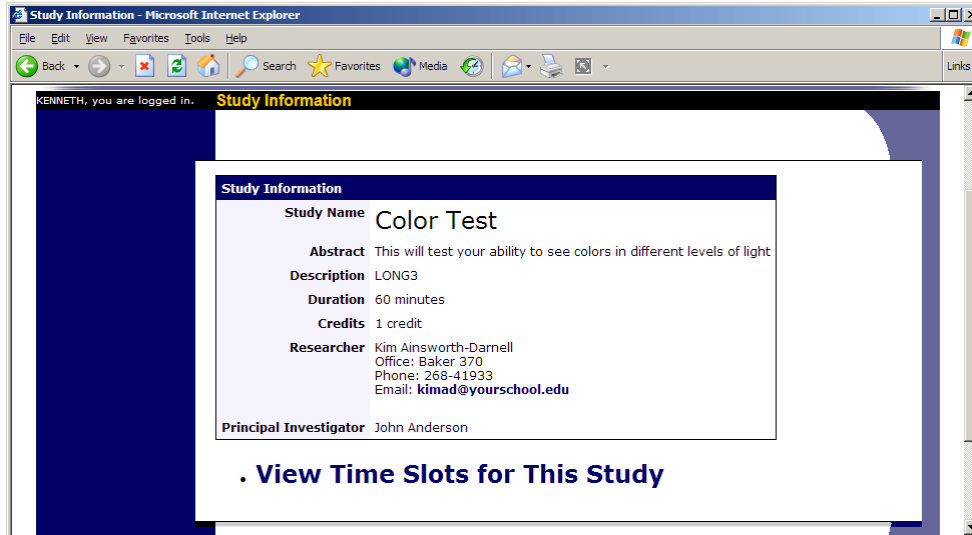 Study Information - Microsoft Internet Explorer
File Edit View Favorites Tools Help
Back Search Favorites Media Links
KENNETH, you are logged in. Study Information
Study Information
Study Name Color Test
Abstract This will test your ability to see colors in different levels of light
Description LONG3
Duration 60 minutes
Credits 1 credit
Researcher Kim Ainsworth-Darnell
Office: Baker 370
Phone: 268-41933
Email: kimad@yourschool.edu
Principal Investigator John Anderson
• View Time Slots for This Study